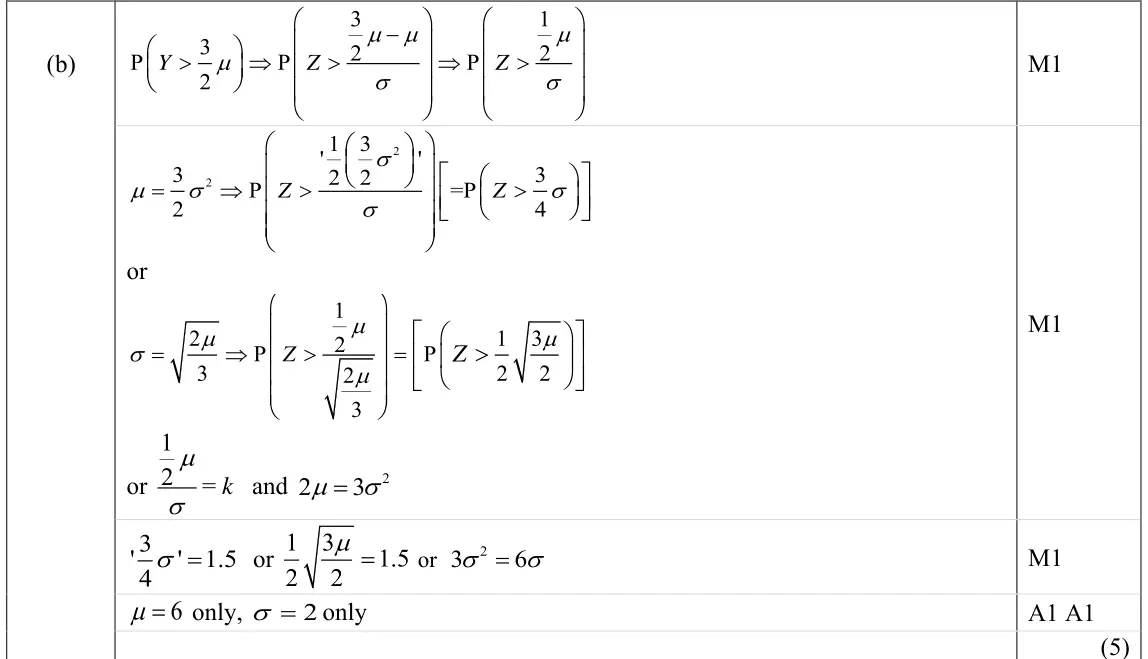 (b) P(Y > 3/2 μ) ⇒ P(Z > (3/2 μ − μ)/σ) ⇒ P(Z > (1/2 μ)/σ) M1
μ = 3/2 σ² ⇒ P(Z > '1/2 (3/2 σ²)'/σ) [=P(Z > 3/4 σ)]
or
σ = √(2μ/3) ⇒ P(Z > (1/2 μ)/√(2μ/3)) = [P(Z > 1/2 √(3μ/2))] M1
or (1/2 μ)/σ = k and 2μ = 3σ²
'3/4 σ' = 1.5 or 1/2 √(3μ/2) = 1.5 or 3σ² = 6σ M1
μ = 6 only, σ = 2 only A1 A1
(5)